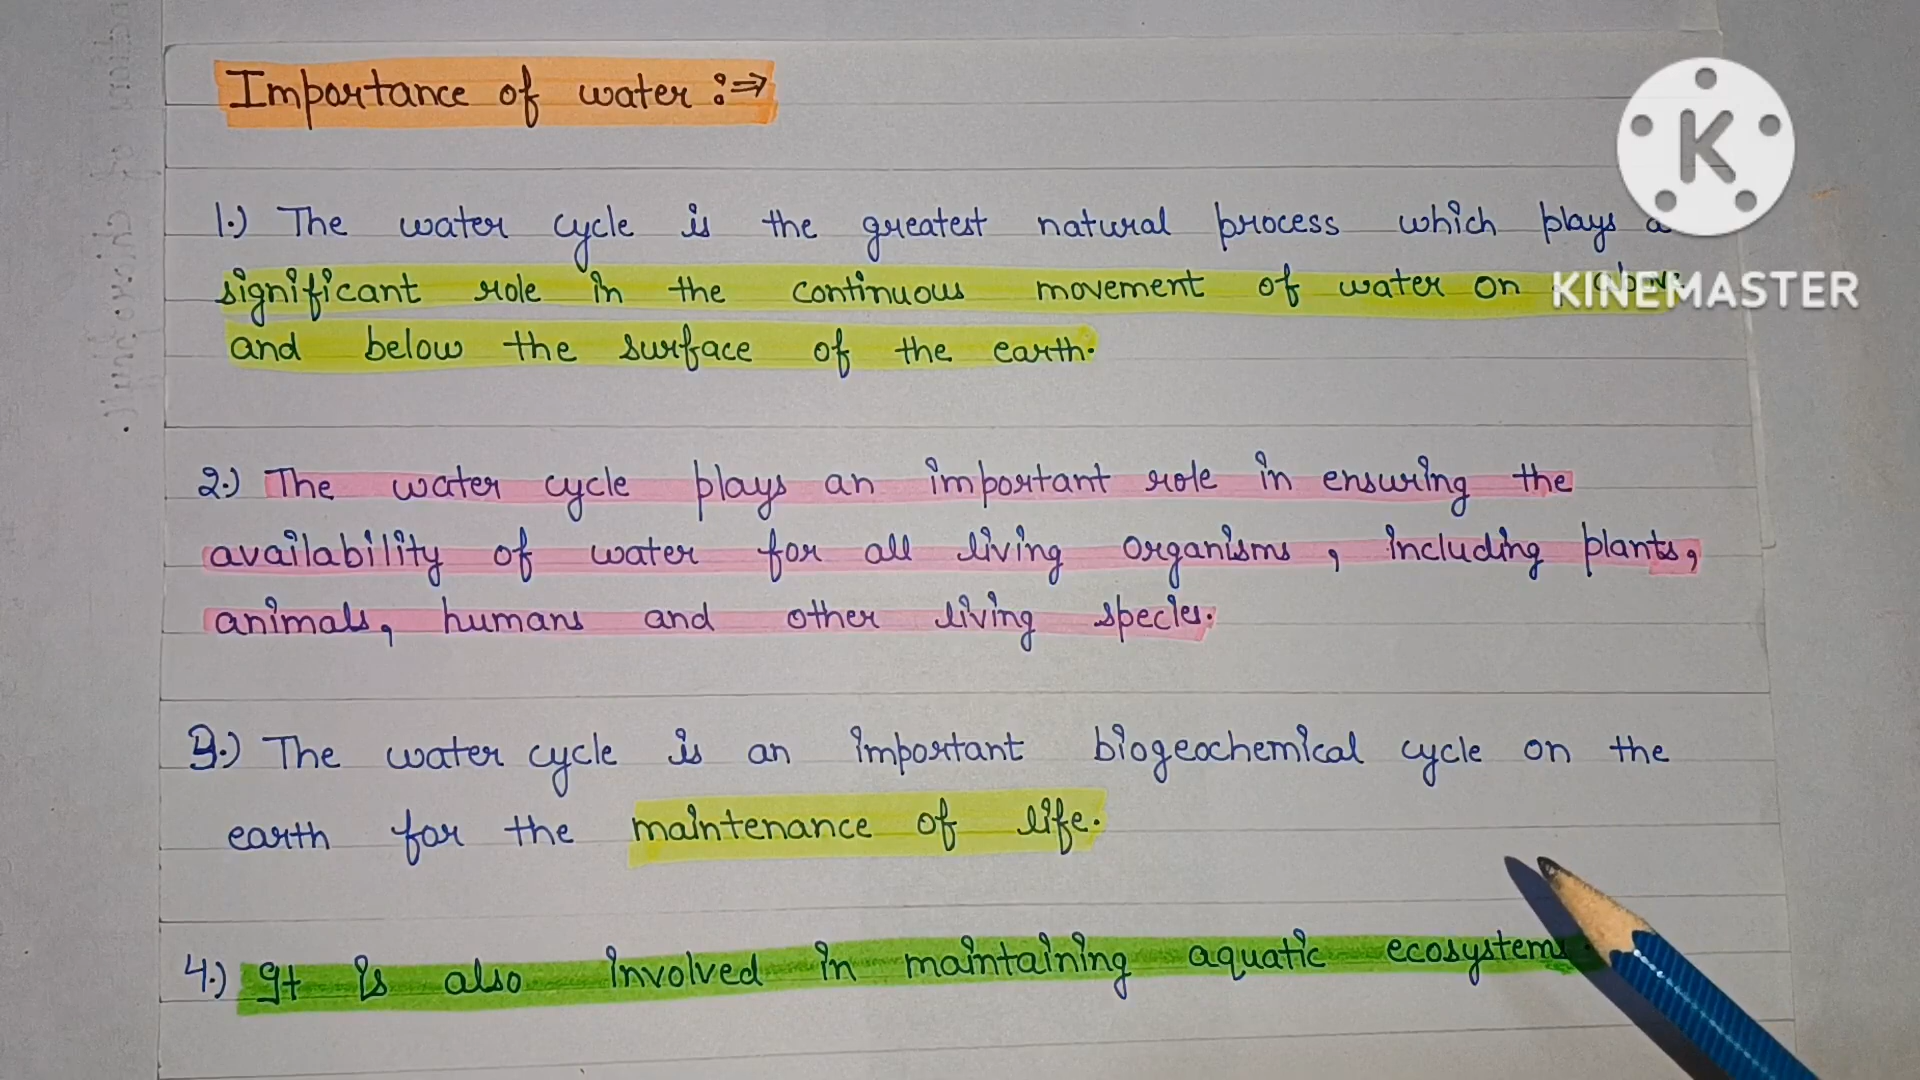 Importance of water :⇒
1.) The water cycle is the greatest natural process which plays a
significant role in the continuous movement of water on above
and below the surface of the earth.
2.) The water cycle plays an important role in ensuring the
availability of water for all living organisms, including plants,
animals, humans and other living species.
3.) The water cycle is an important biogeochemical cycle on the
earth for the maintenance of life.
4.) It is also involved in maintaining aquatic ecosystems.
K
KINEMASTER